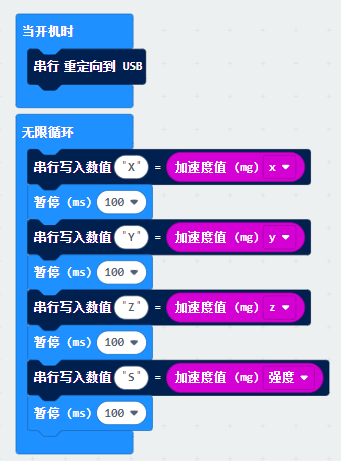 当开机时
串行 重定向到 USB
无限循环
串行写入数值 "X" = 加速度值 (mg) x
暂停 (ms) 100
串行写入数值 "Y" = 加速度值 (mg) y
暂停 (ms) 100
串行写入数值 "Z" = 加速度值 (mg) z
暂停 (ms) 100
串行写入数值 "S" = 加速度值 (mg) 强度
暂停 (ms) 100